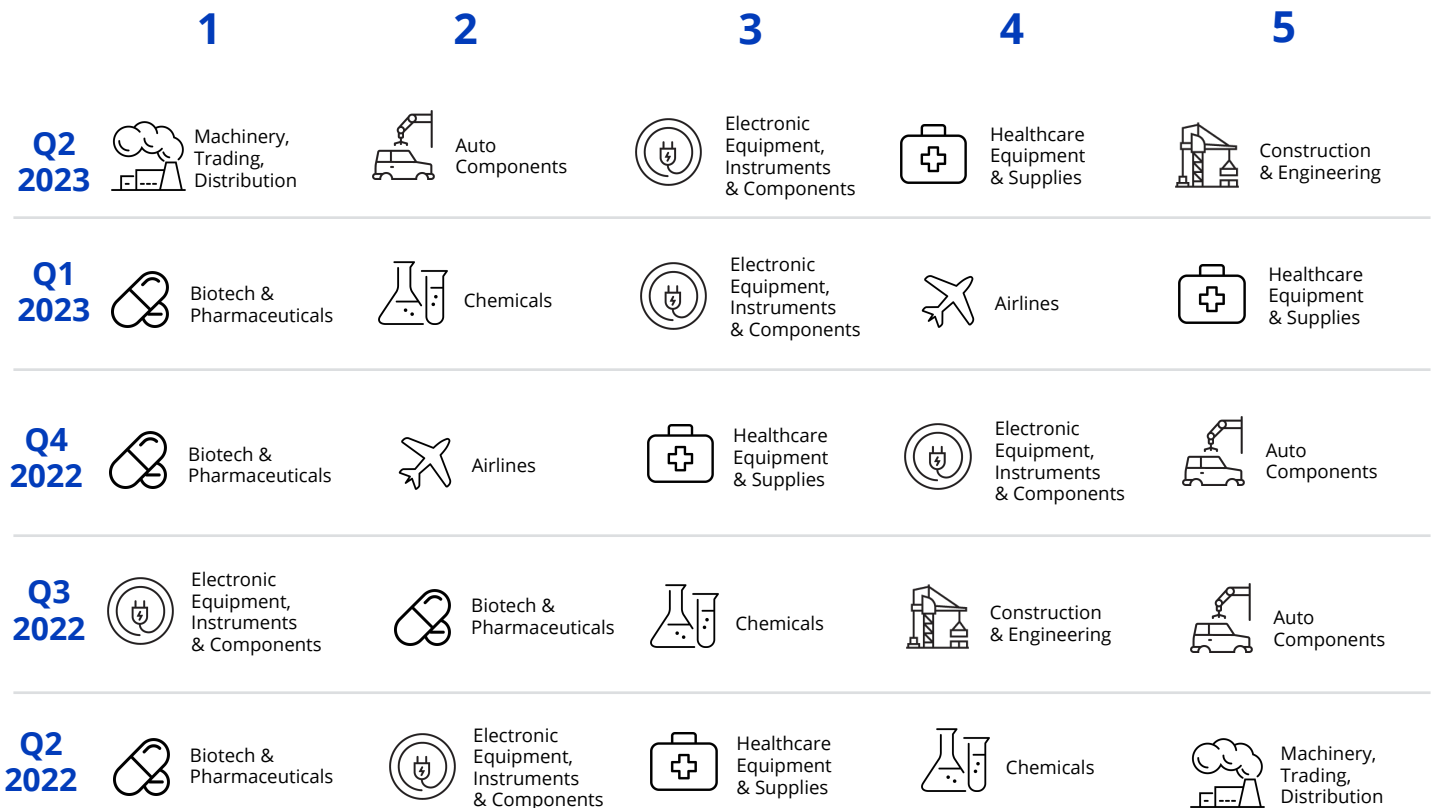 1 2 3 4 5
Q2
2023
Machinery,
Trading,
Distribution
Auto
Components
Electronic
Equipment,
Instruments
& Components
Healthcare
Equipment
& Supplies
Construction
& Engineering
Q1
2023
Biotech &
Pharmaceuticals
Chemicals
Electronic
Equipment,
Instruments
& Components
Airlines
Healthcare
Equipment
& Supplies
Q4
2022
Biotech &
Pharmaceuticals
Airlines
Healthcare
Equipment
& Supplies
Electronic
Equipment,
Instruments
& Components
Auto
Components
Q3
2022
Electronic
Equipment,
Instruments
& Components
Biotech &
Pharmaceuticals
Chemicals
Construction
& Engineering
Auto
Components
Q2
2022
Biotech &
Pharmaceuticals
Electronic
Equipment,
Instruments
& Components
Healthcare
Equipment
& Supplies
Chemicals
Machinery,
Trading,
Distribution